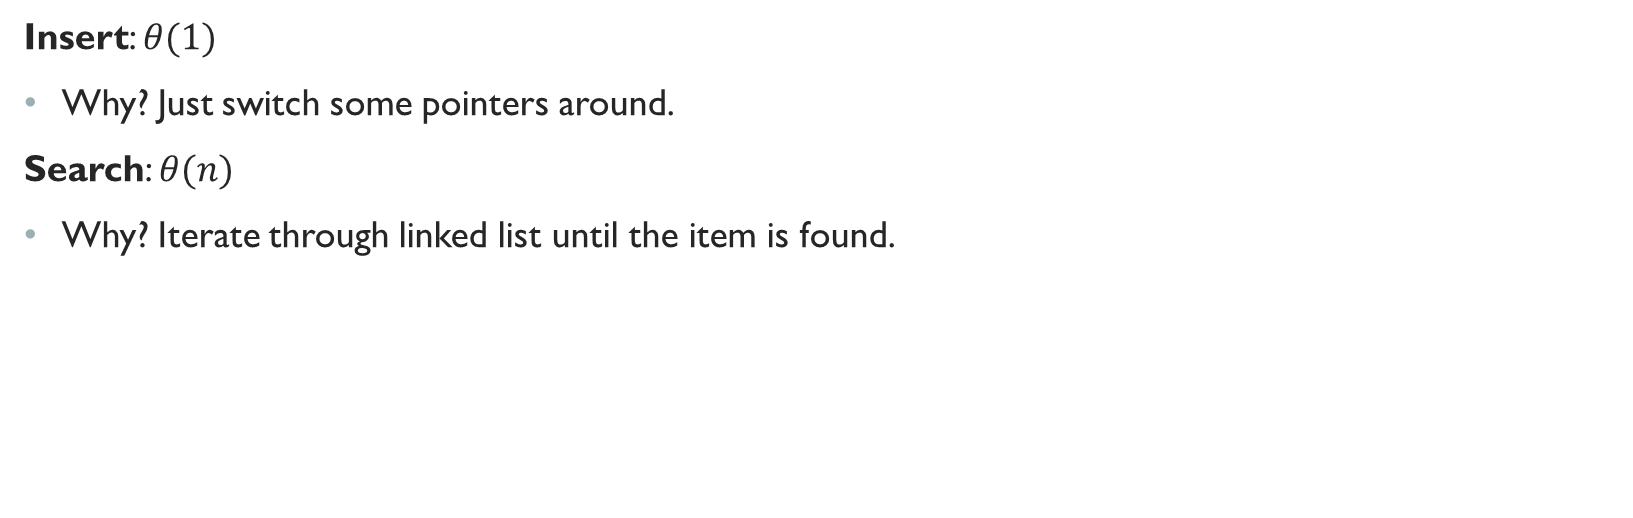 Insert: 𝜃(1)
• Why? Just switch some pointers around.
Search: 𝜃(𝑛)
• Why? Iterate through linked list until the item is found.